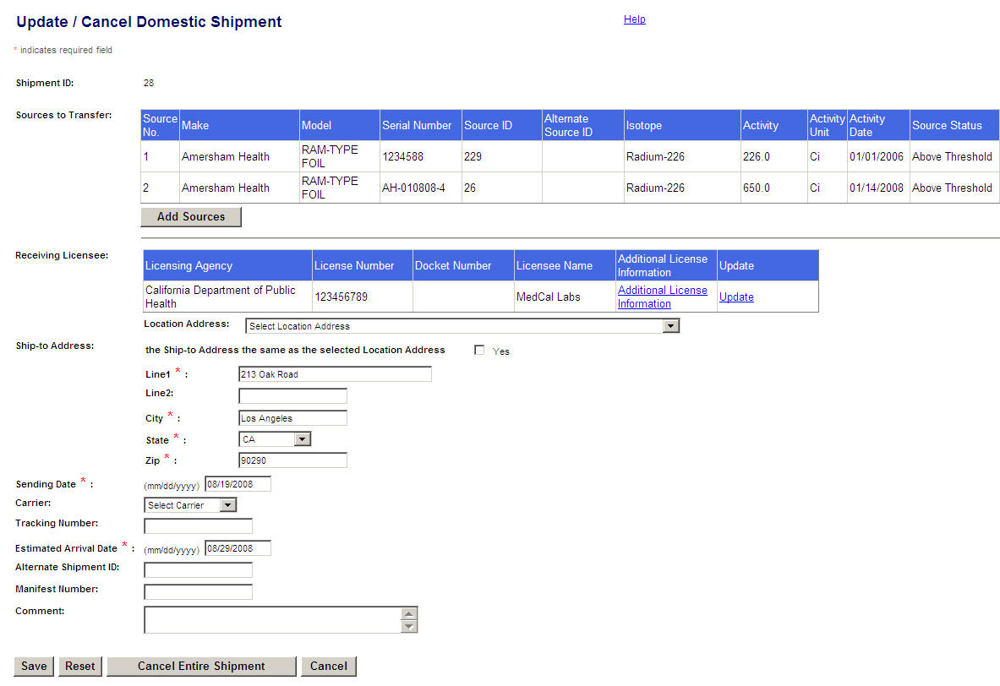 Update / Cancel Domestic Shipment
Help
* indicates required field
Shipment ID: 28
Sources to Transfer:
Source No. Make Model Serial Number Source ID Alternate Source ID Isotope Activity Activity Unit Activity Date Source Status
1 Amersham Health RAM-TYPE FOIL 1234588 229 Radium-226 226.0 Ci 01/01/2006 Above Threshold
2 Amersham Health RAM-TYPE FOIL AH-010808-4 26 Radium-226 650.0 Ci 01/14/2008 Above Threshold
Add Sources
Receiving Licensee:
Licensing Agency License Number Docket Number Licensee Name Additional License Information Update
California Department of Public Health 123456789 MedCal Labs Additional License Information Update
Location Address: Select Location Address
Ship-to Address: the Ship-to Address the same as the selected Location Address Yes
Line1 * : 213 Oak Road
Line2:
City * : Los Angeles
State * : CA
Zip * : 90290
Sending Date * : (mm/dd/yyyy) 08/19/2008
Carrier: Select Carrier
Tracking Number:
Estimated Arrival Date * : (mm/dd/yyyy) 08/29/2008
Alternate Shipment ID:
Manifest Number:
Comment:
Save Reset Cancel Entire Shipment Cancel